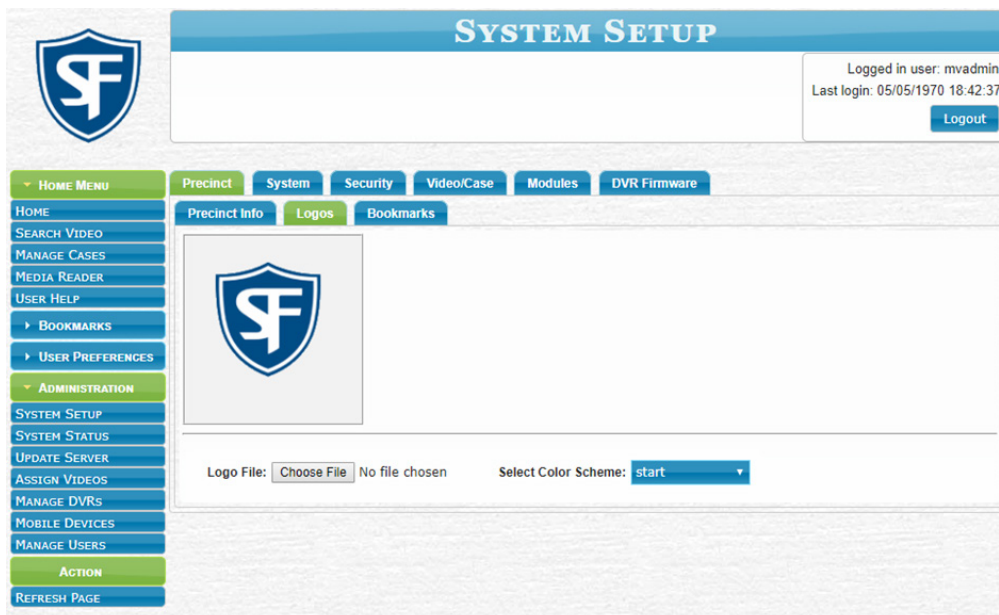 SYSTEM SETUP
SF
Logged in user: mvadmin
Last login: 05/05/1970 18:42:37
Logout
HOME MENU
HOME
SEARCH VIDEO
MANAGE CASES
MEDIA READER
USER HELP
BOOKMARKS
USER PREFERENCES
ADMINISTRATION
SYSTEM SETUP
SYSTEM STATUS
UPDATE SERVER
ASSIGN VIDEOS
MANAGE DVRS
MOBILE DEVICES
MANAGE USERS
ACTION
REFRESH PAGE
Precinct System Security Video/Case Modules DVR Firmware
Precinct Info Logos Bookmarks
SF
Logo File: Choose File No file chosen Select Color Scheme: start